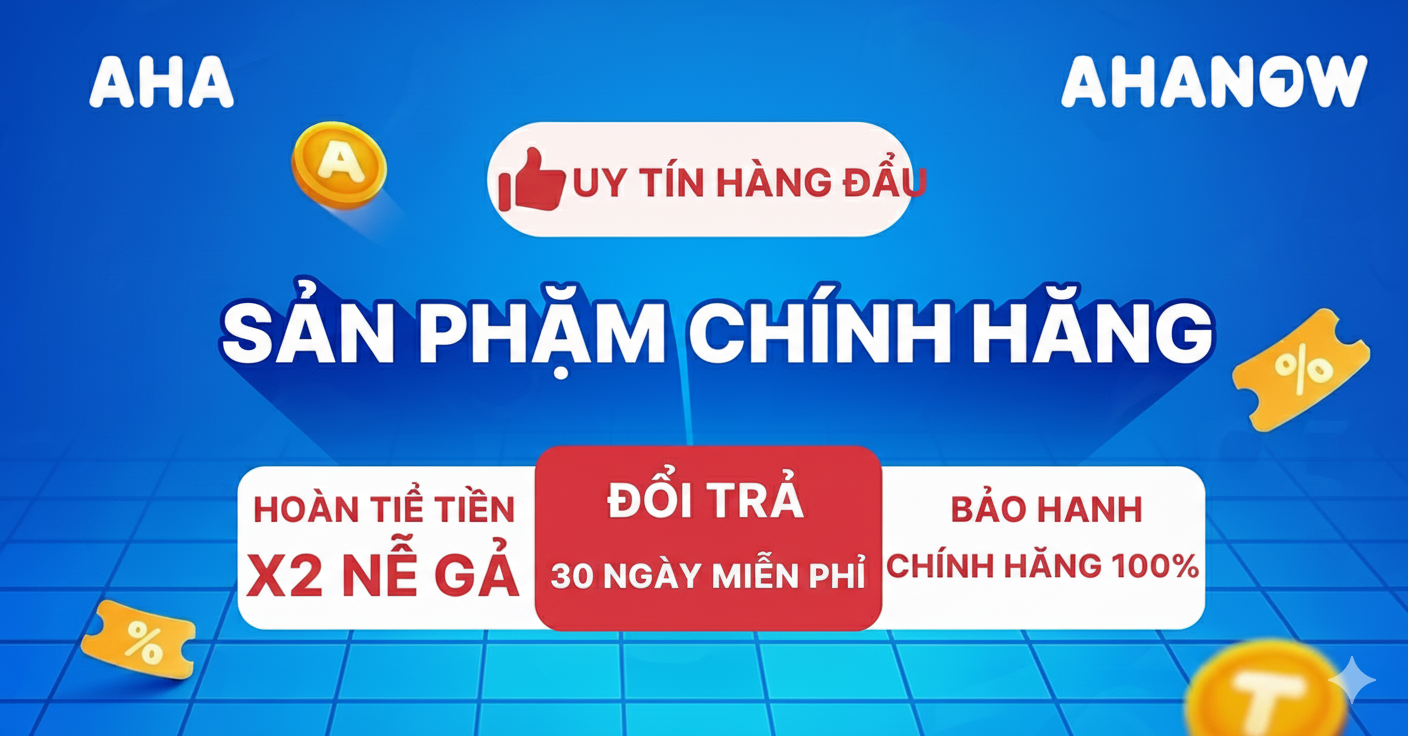 AHA
AHANOW
A
UY TÍN HÀNG ĐẨU
SẢN PHẶM CHÍNH HĂNG
%
HOÀN TIỂ TIỀN
X2 NỄ GẢ
ĐỔI TRẢ
30 NGÀY MIỄN PHỈ
BẢO HANH
CHÍNH HĂNG 100%
%
T